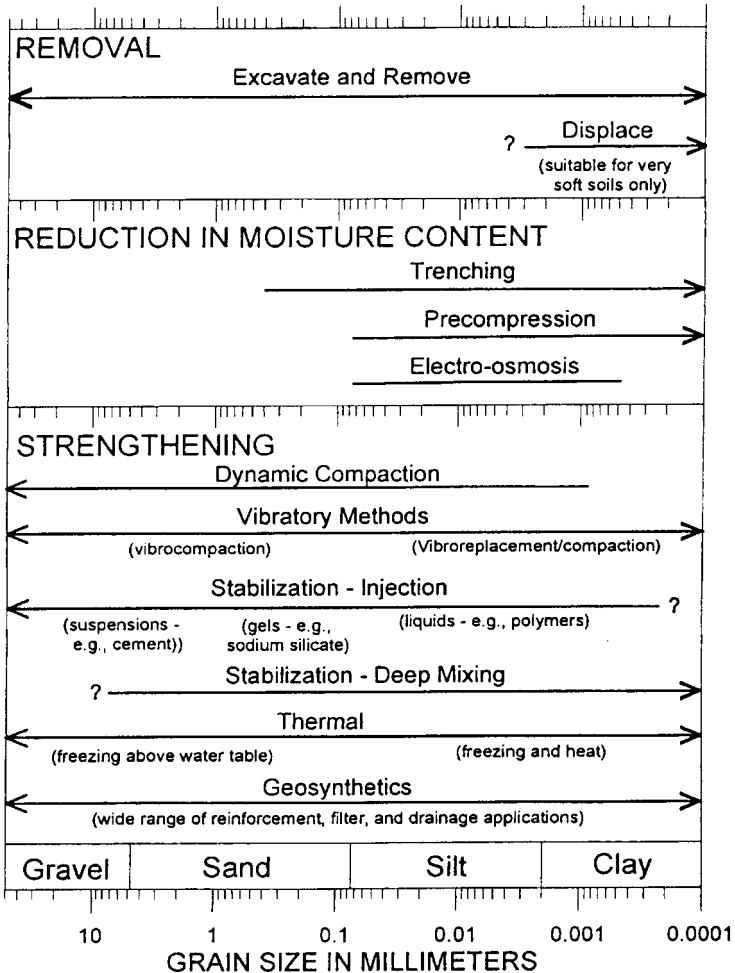 REMOVAL
Excavate and Remove
? Displace
(suitable for very
soft soils only)
REDUCTION IN MOISTURE CONTENT
Trenching
Precompression
Electro-osmosis
STRENGTHENING
Dynamic Compaction
Vibratory Methods
(vibrocompaction) (Vibroreplacement/compaction)
Stabilization - Injection
?
(suspensions - (gels - e.g., (liquids - e.g., polymers)
e.g., cement)) sodium silicate)
Stabilization - Deep Mixing
?
Thermal
(freezing above water table) (freezing and heat)
Geosynthetics
(wide range of reinforcement, filter, and drainage applications)
Gravel Sand Silt Clay
10 1 0.1 0.01 0.001 0.0001
GRAIN SIZE IN MILLIMETERS